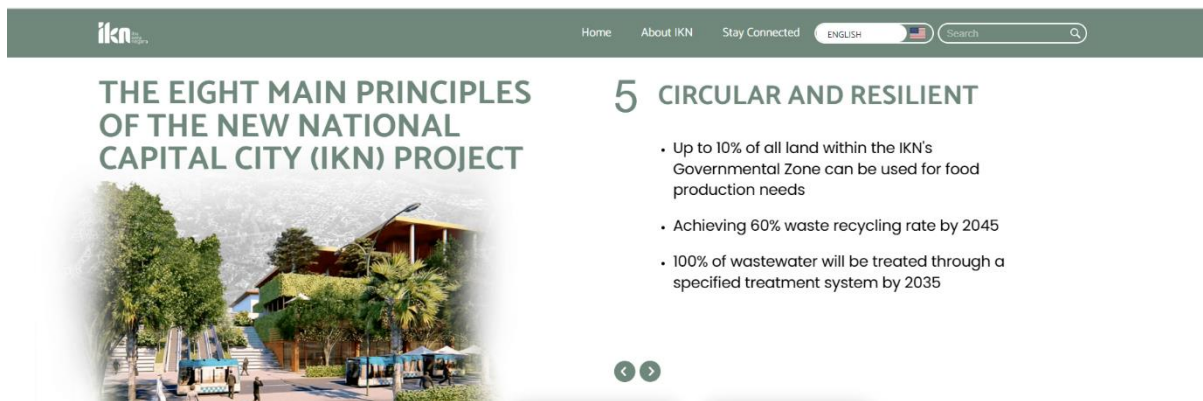 ikn
Home
About IKN
Stay Connected
ENGLISH
Search
THE EIGHT MAIN PRINCIPLES
OF THE NEW NATIONAL
CAPITAL CITY (IKN) PROJECT
5 CIRCULAR AND RESILIENT
• Up to 10% of all land within the IKN's
Governmental Zone can be used for food
production needs
• Achieving 60% waste recycling rate by 2045
• 100% of wastewater will be treated through a
specified treatment system by 2035